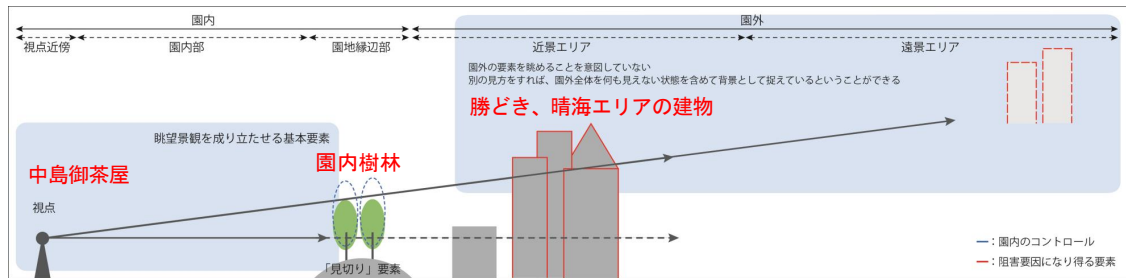 園内
園外
視点近傍
園内部
園地縁辺部
近景エリア
遠景エリア
園外の要素を眺めることを意図していない
別の見方をすれば、園外全体を何も見えない状態を含めて背景として捉えているということができる
勝どき、晴海エリアの建物
眺望景観を成り立たせる基本要素
園内樹林
中島御茶屋
視点
「見切り」要素
―：園内のコントロール
―：阻害要因になり得る要素